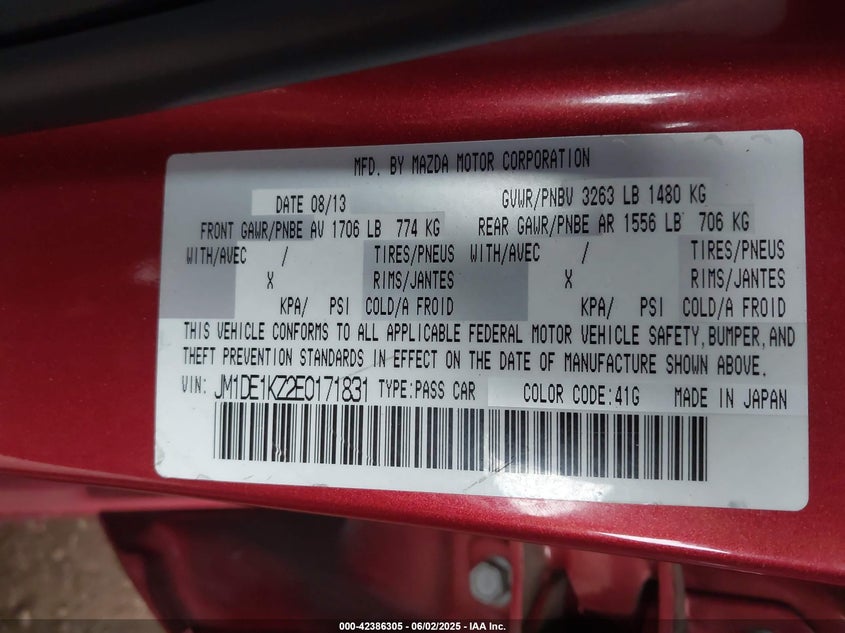 MFD. BY MAZDA MOTOR CORPORATION
DATE 08/13 GVWR/PNBV 3263 LB 1480 KG
FRONT GAWR/PNBE AV 1706 LB 774 KG REAR GAWR/PNBE AR 1556 LB 706 KG
WITH/AVEC / TIRES/PNEUS WITH/AVEC / TIRES/PNEUS
X RIMS/JANTES X RIMS/JANTES
KPA/ PSI COLD/A FROID KPA/ PSI COLD/A FROID
THIS VEHICLE CONFORMS TO ALL APPLICABLE FEDERAL MOTOR VEHICLE SAFETY, BUMPER, AND
THEFT PREVENTION STANDARDS IN EFFECT ON THE DATE OF MANUFACTURE SHOWN ABOVE.
VIN: JM1DE1KZ2E0171831 TYPE:PASS CAR COLOR CODE:41G MADE IN JAPAN
000-42386305 - 06/02/2025 - IAA Inc.